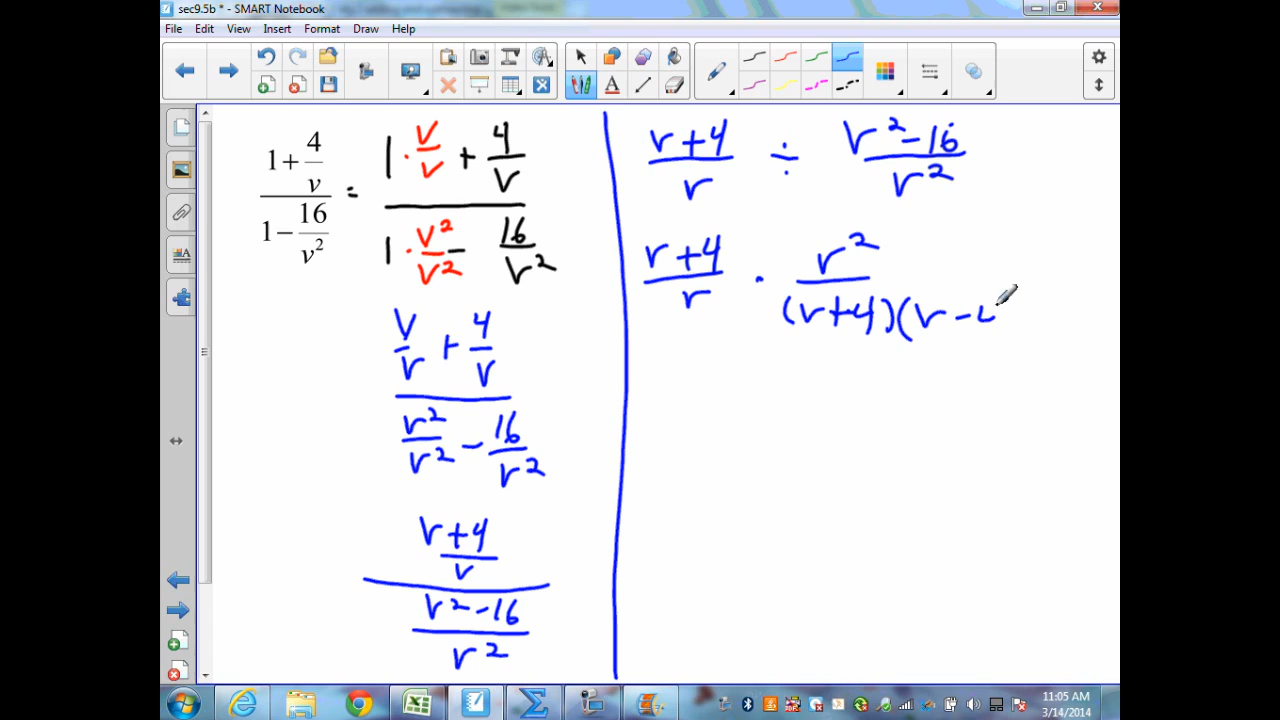 sec9.5b * - SMART Notebook
File Edit View Insert Format Draw Help
1 + 4/v
1 − 16/v²
=
1 · v/v + 4/v
1 · v²/v² − 16/v²
v/v + 4/v
v²/v² − 16/v²
v+4
v
v² − 16
v²
v+4/v ÷ v² − 16/v²
v+4/v · v²/(v+4)(v − 4
11:05 AM
3/14/2014